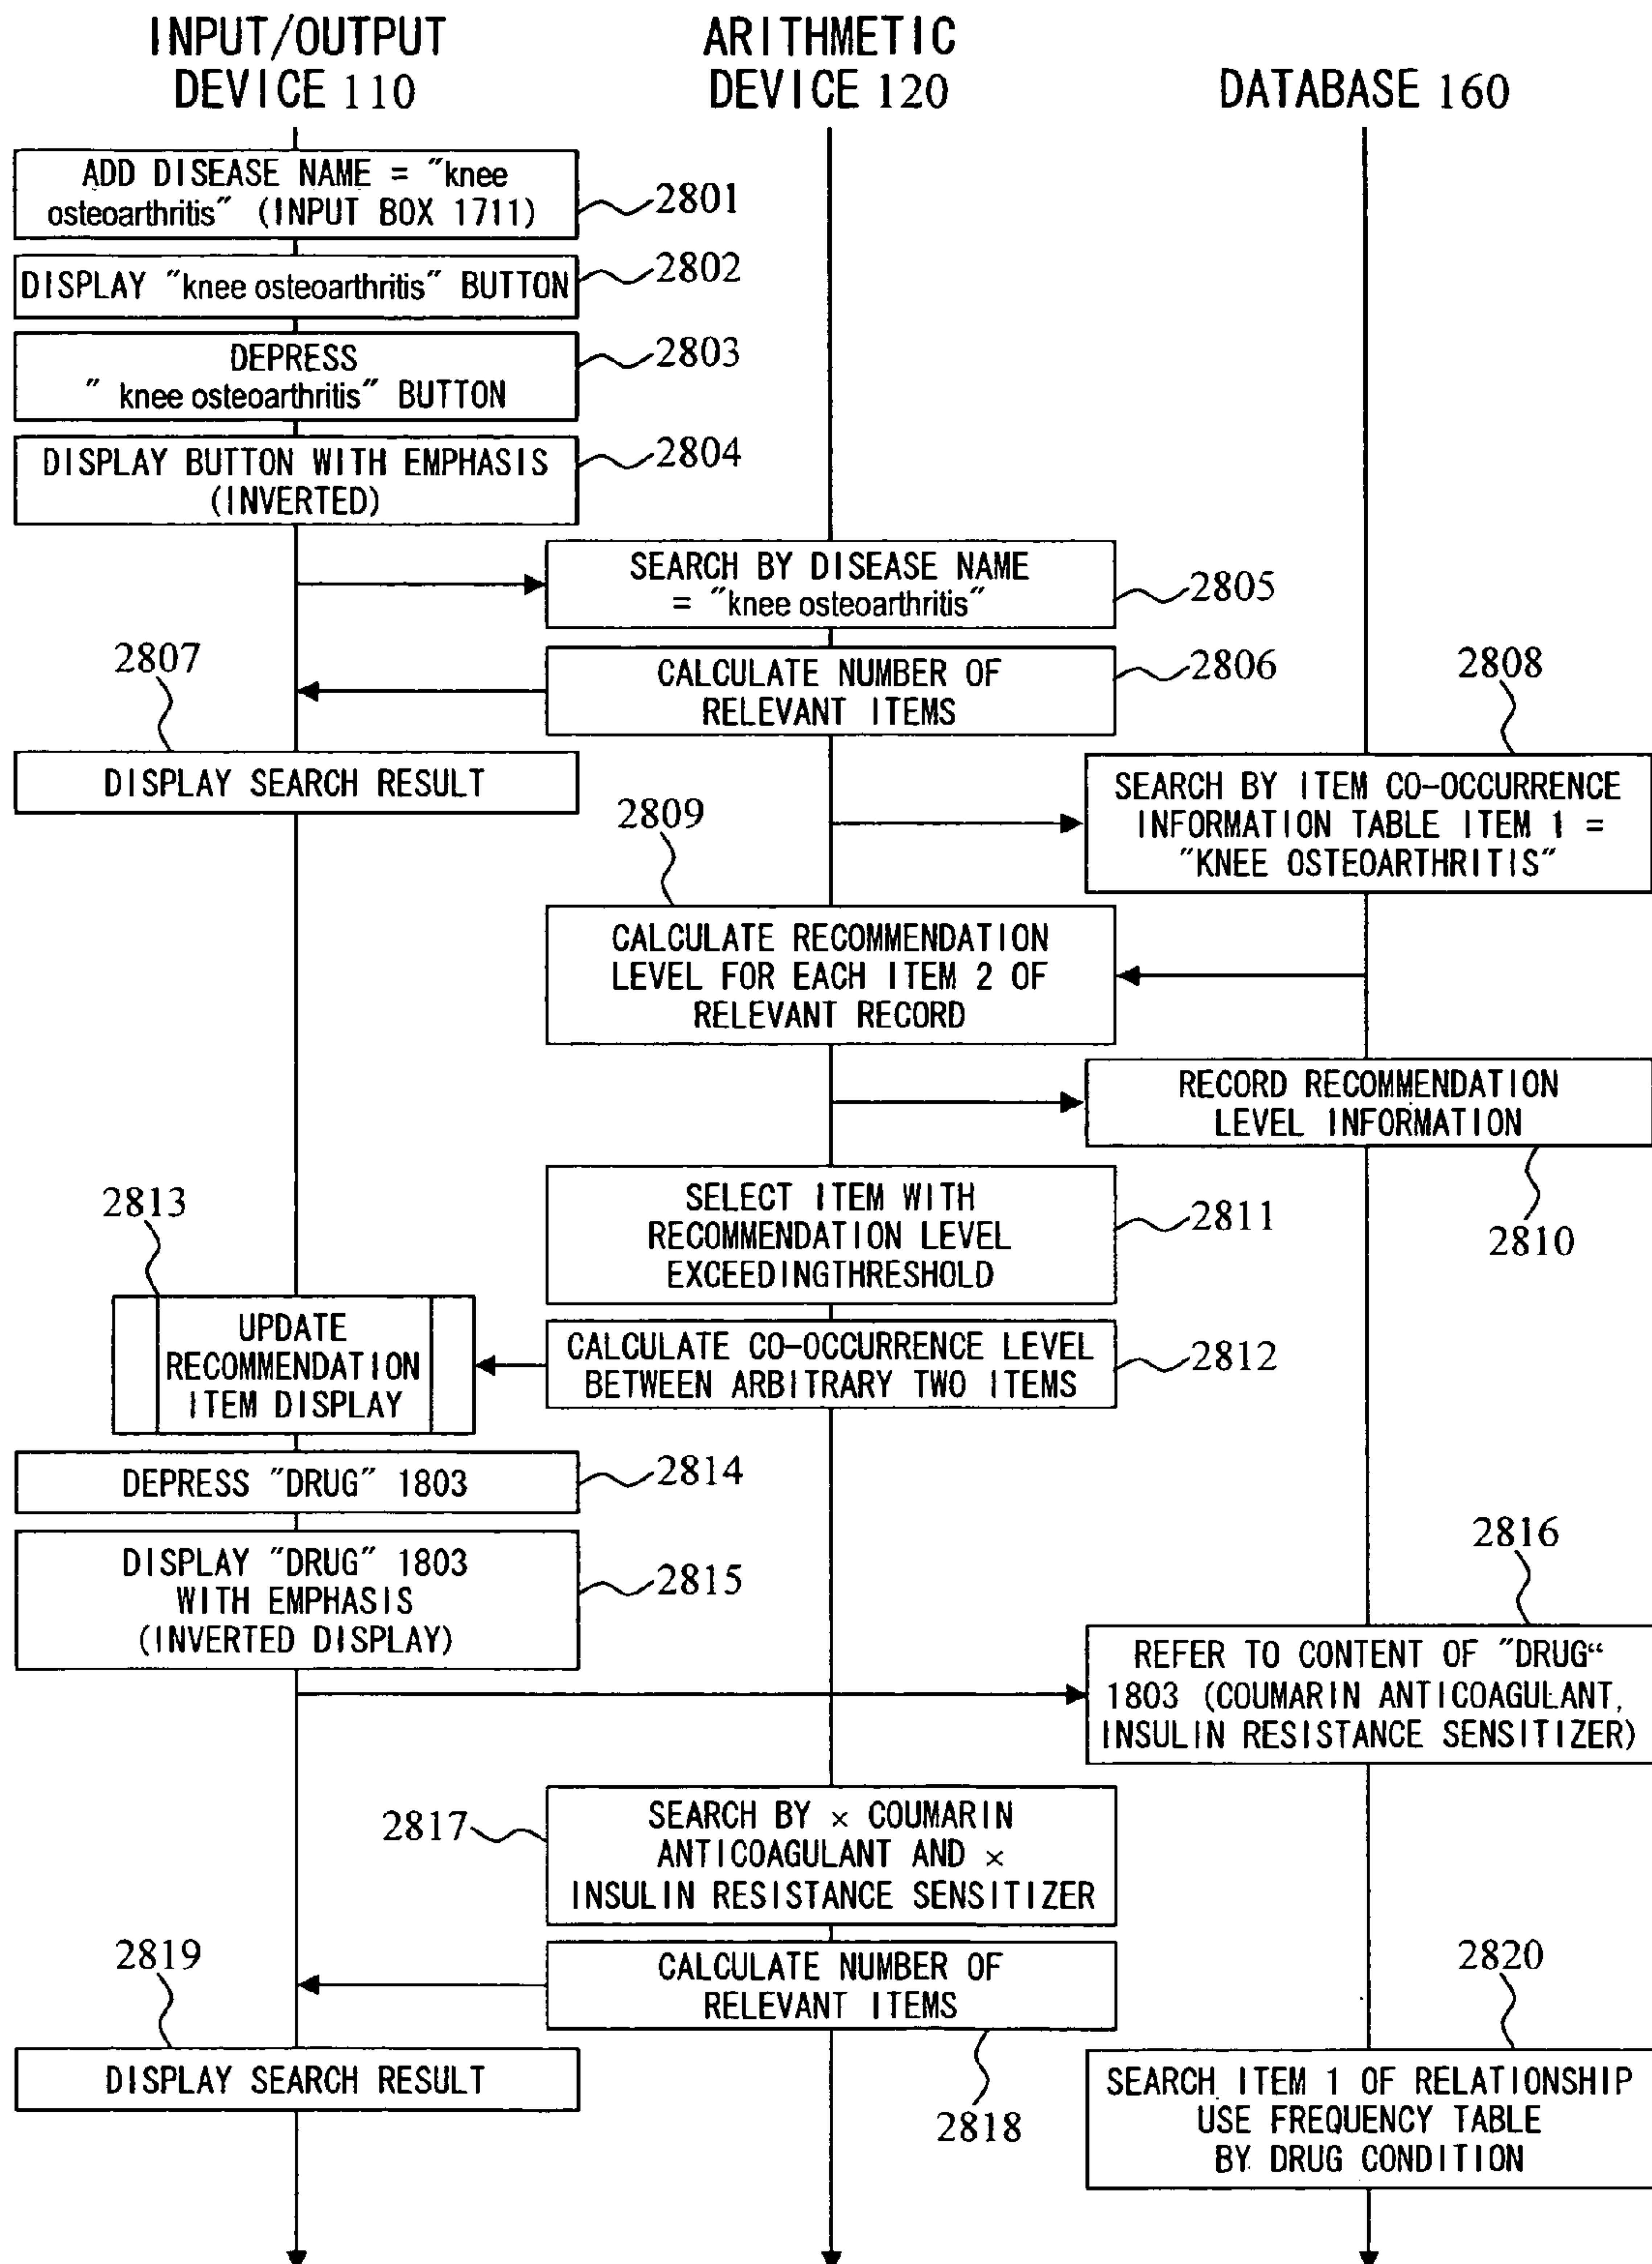 INPUT/OUTPUT
DEVICE 110
ARITHMETIC
DEVICE 120
DATABASE 160
ADD DISEASE NAME = "knee
osteoarthritis" (INPUT BOX 1711)
2801
DISPLAY "knee osteoarthritis" BUTTON
2802
DEPRESS
" knee osteoarthritis" BUTTON
2803
DISPLAY BUTTON WITH EMPHASIS
(INVERTED)
2804
SEARCH BY DISEASE NAME
= "knee osteoarthritis"
2805
CALCULATE NUMBER OF
RELEVANT ITEMS
2806
2807
DISPLAY SEARCH RESULT
2808
SEARCH BY ITEM CO-OCCURRENCE
INFORMATION TABLE ITEM 1 =
"KNEE OSTEOARTHRITIS"
2809
CALCULATE RECOMMENDATION
LEVEL FOR EACH ITEM 2 OF
RELEVANT RECORD
RECORD RECOMMENDATION
LEVEL INFORMATION
2810
SELECT ITEM WITH
RECOMMENDATION LEVEL
EXCEEDINGTHRESHOLD
2811
CALCULATE CO-OCCURRENCE LEVEL
BETWEEN ARBITRARY TWO ITEMS
2812
2813
UPDATE
RECOMMENDATION
ITEM DISPLAY
DEPRESS "DRUG" 1803
2814
DISPLAY "DRUG" 1803
WITH EMPHASIS
(INVERTED DISPLAY)
2815
2816
REFER TO CONTENT OF "DRUG“
1803 (COUMARIN ANTICOAGULANT,
INSULIN RESISTANCE SENSITIZER)
2817
SEARCH BY × COUMARIN
ANTICOAGULANT AND ×
INSULIN RESISTANCE SENSITIZER
CALCULATE NUMBER OF
RELEVANT ITEMS
2818
2819
DISPLAY SEARCH RESULT
2820
SEARCH ITEM 1 OF RELATIONSHIP
USE FREQUENCY TABLE
BY DRUG CONDITION